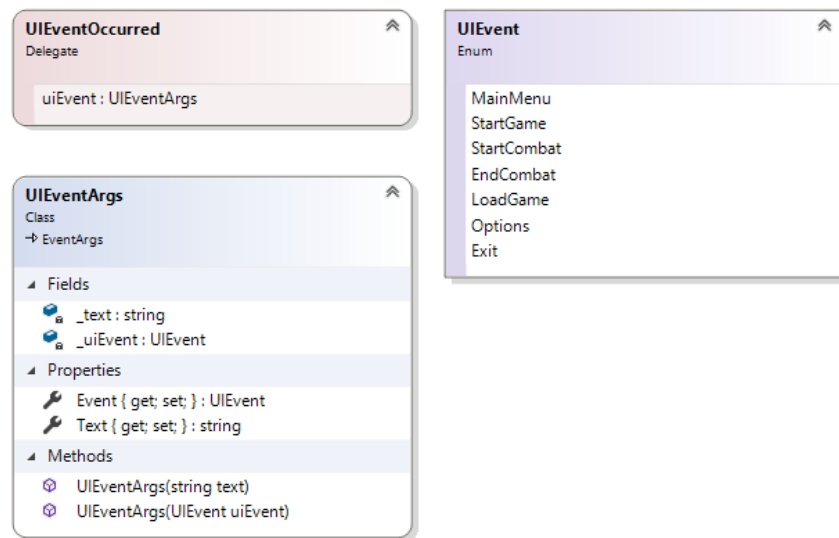 UIEventOccurred
Delegate
uiEvent : UIEventArgs
UIEvent
Enum
MainMenu
StartGame
StartCombat
EndCombat
LoadGame
Options
Exit
UIEventArgs
Class
EventArgs
Fields
_text : string
_uiEvent : UIEvent
Properties
Event { get; set; } : UIEvent
Text { get; set; } : string
Methods
UIEventArgs(string text)
UIEventArgs(UIEvent uiEvent)